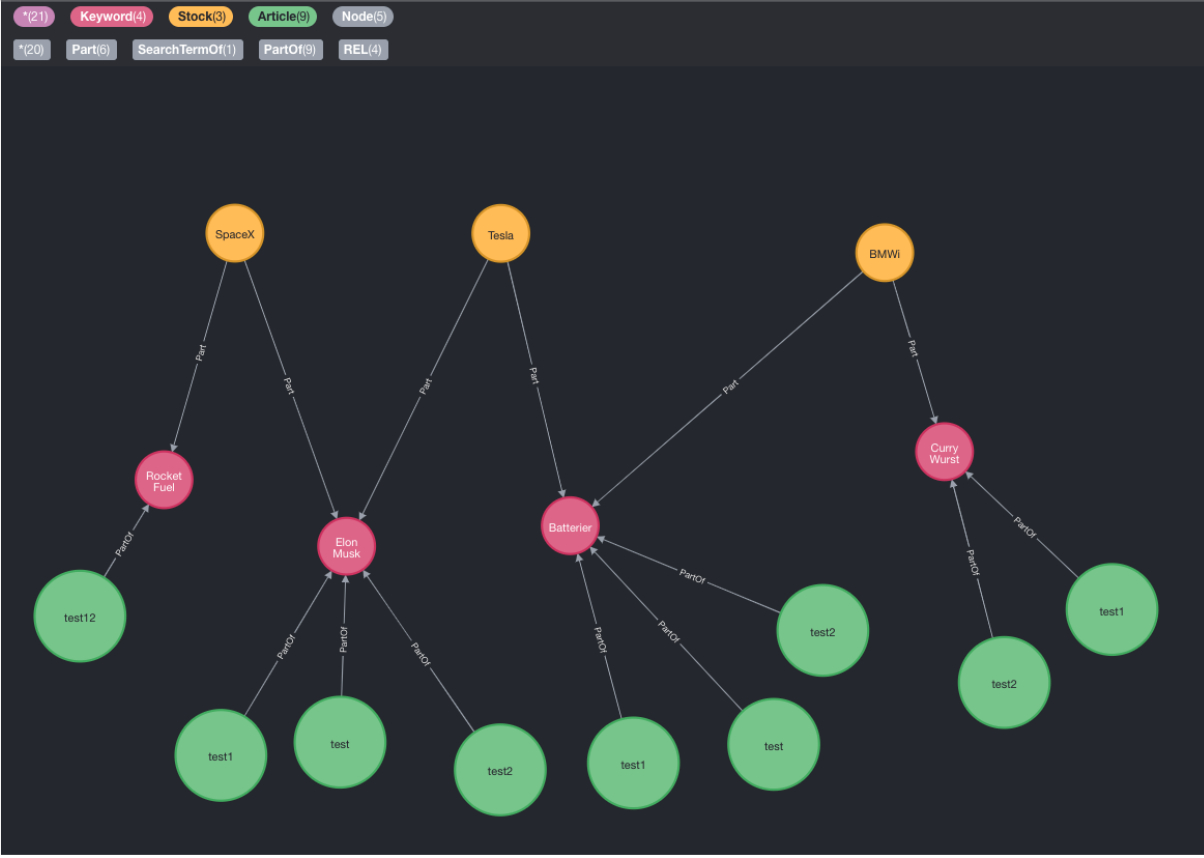 *(21) Keyword(4) Stock(3) Article(9) Node(5)
*(20) Part(6) SearchTermOf(1) PartOf(9) REL(4)
SpaceX
Tesla
BMWi
Part
Part
Part
Part
Part
Part
Rocket
Fuel
Elon
Musk
Batterier
Curry
Wurst
PartOf
PartOf
PartOf
PartOf
PartOf
PartOf
PartOf
PartOf
PartOf
test12
test1
test
test2
test1
test
test2
test2
test1